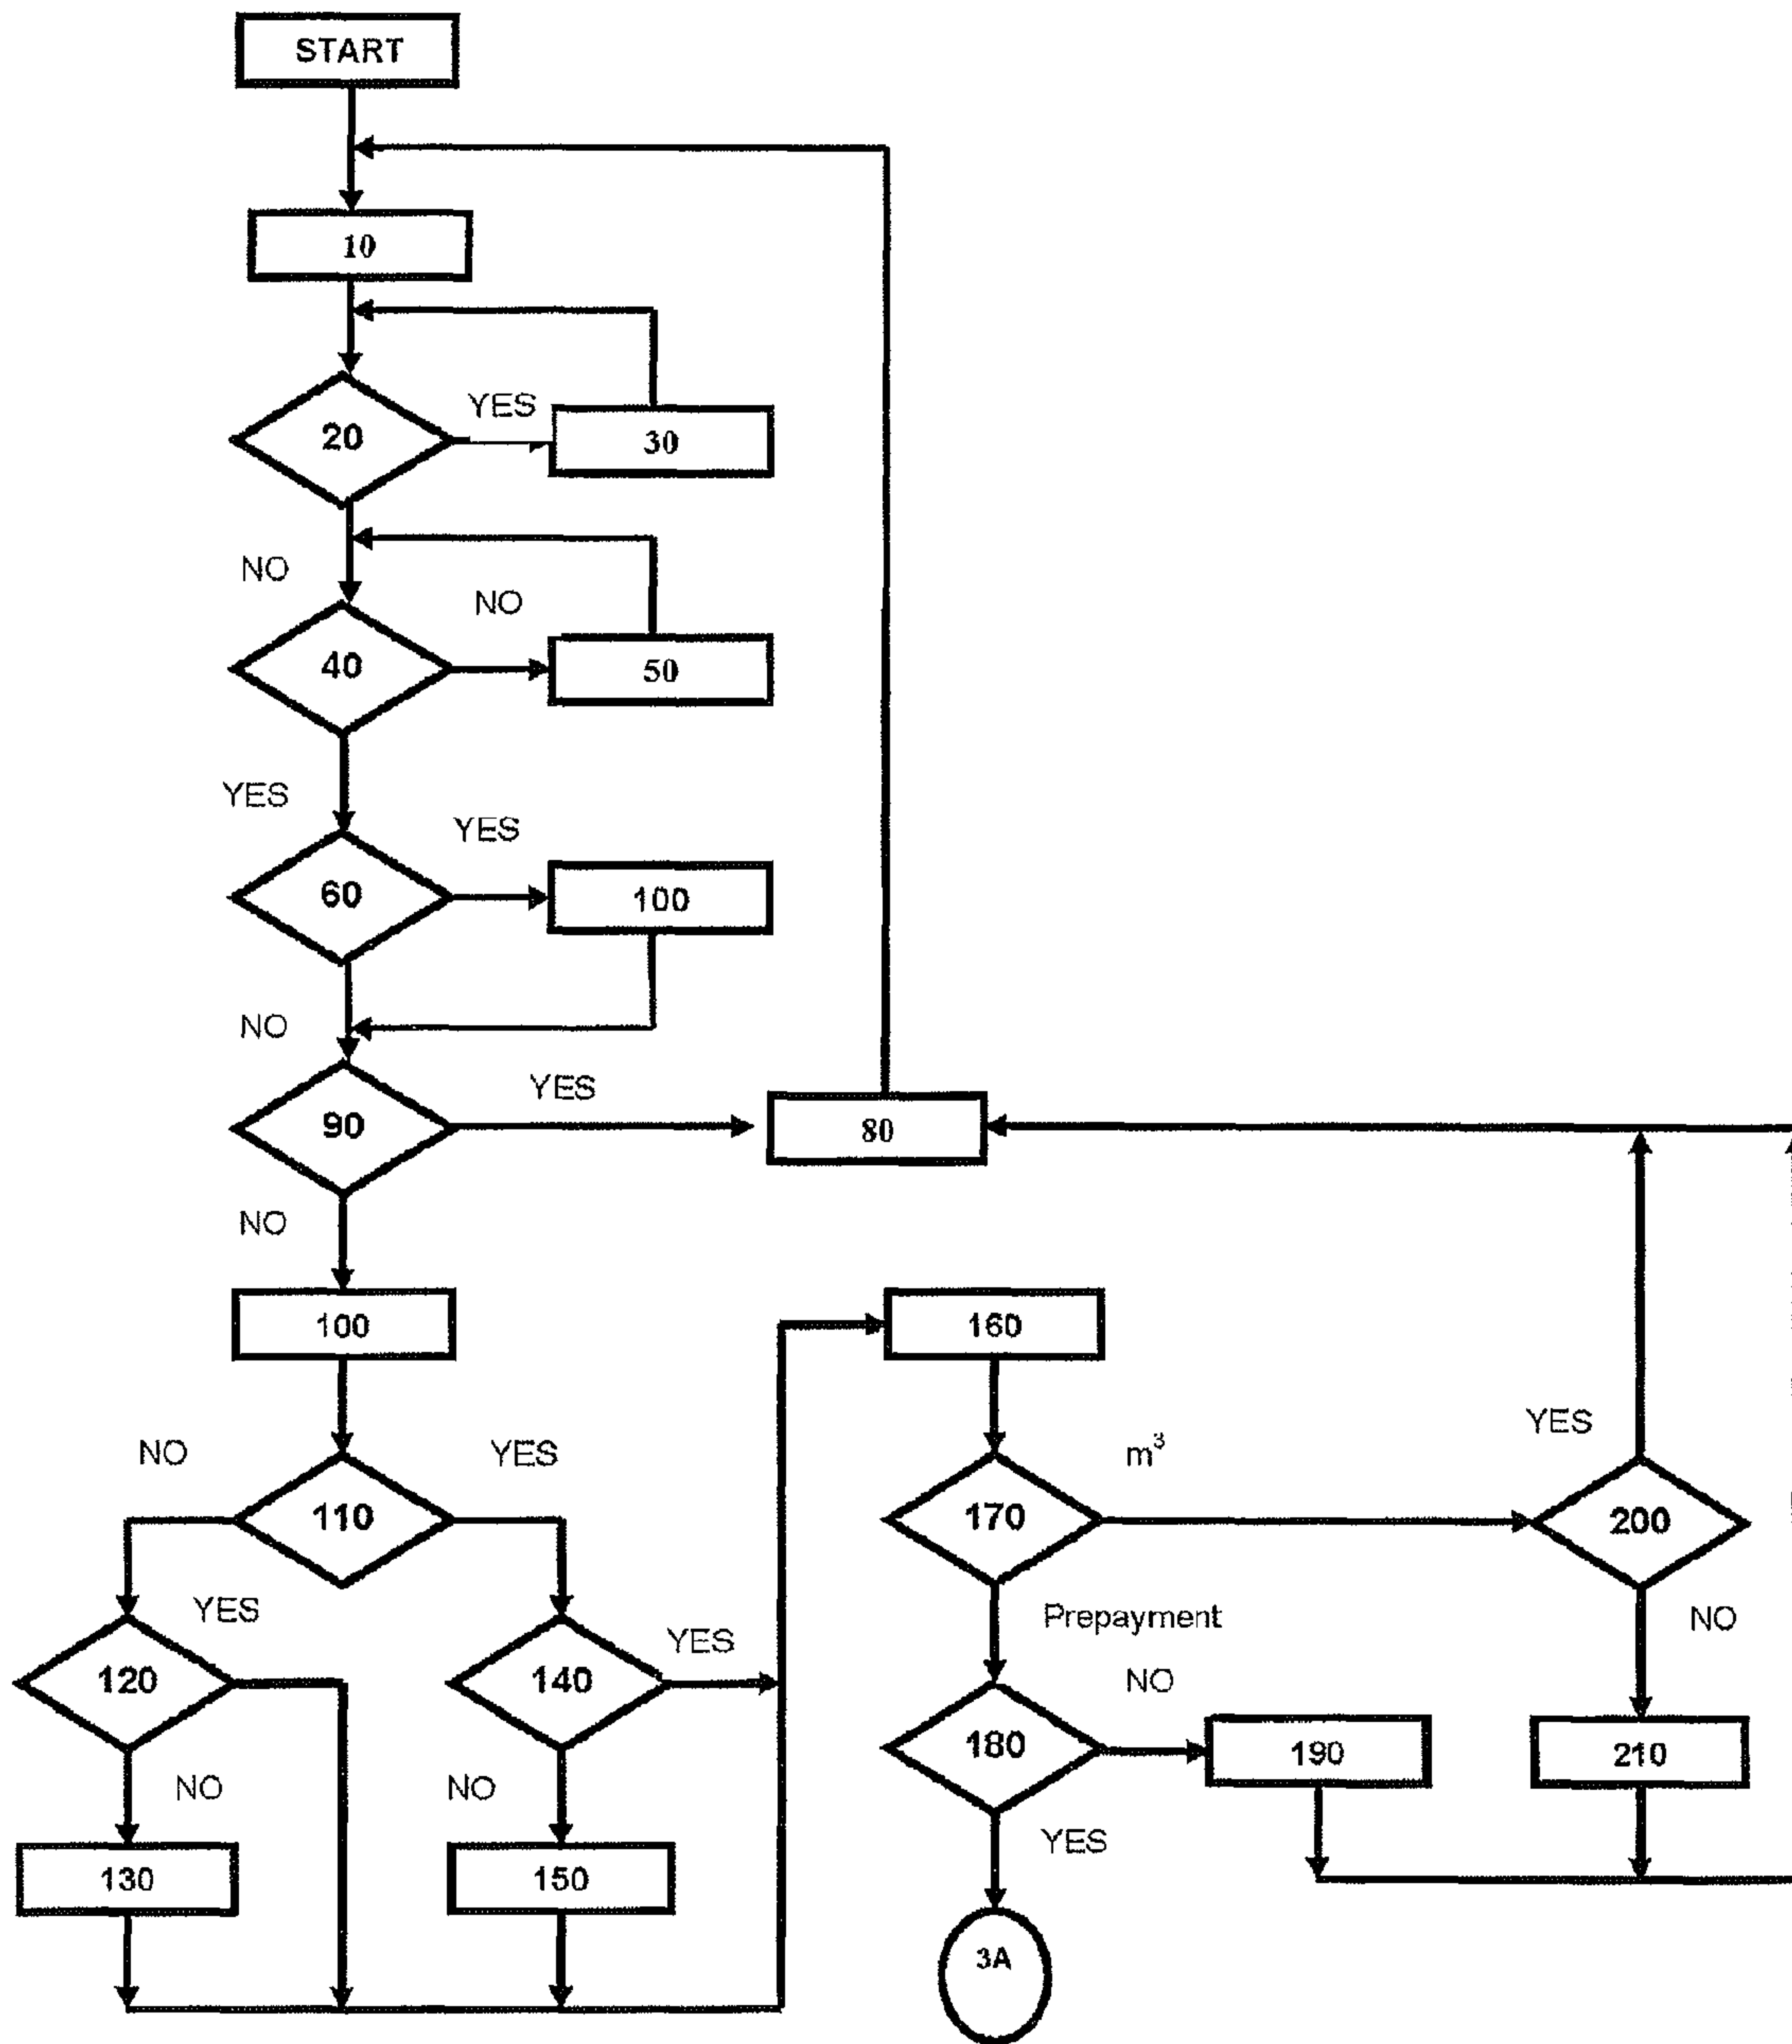 START
10
20
YES
30
NO
40
NO
50
YES
60
YES
100
NO
90
YES
80
NO
100
160
NO
YES
110
m³
170
YES
200
YES
120
YES
140
Prepayment
NO
NO
180
190
210
NO
130
NO
150
YES
3A